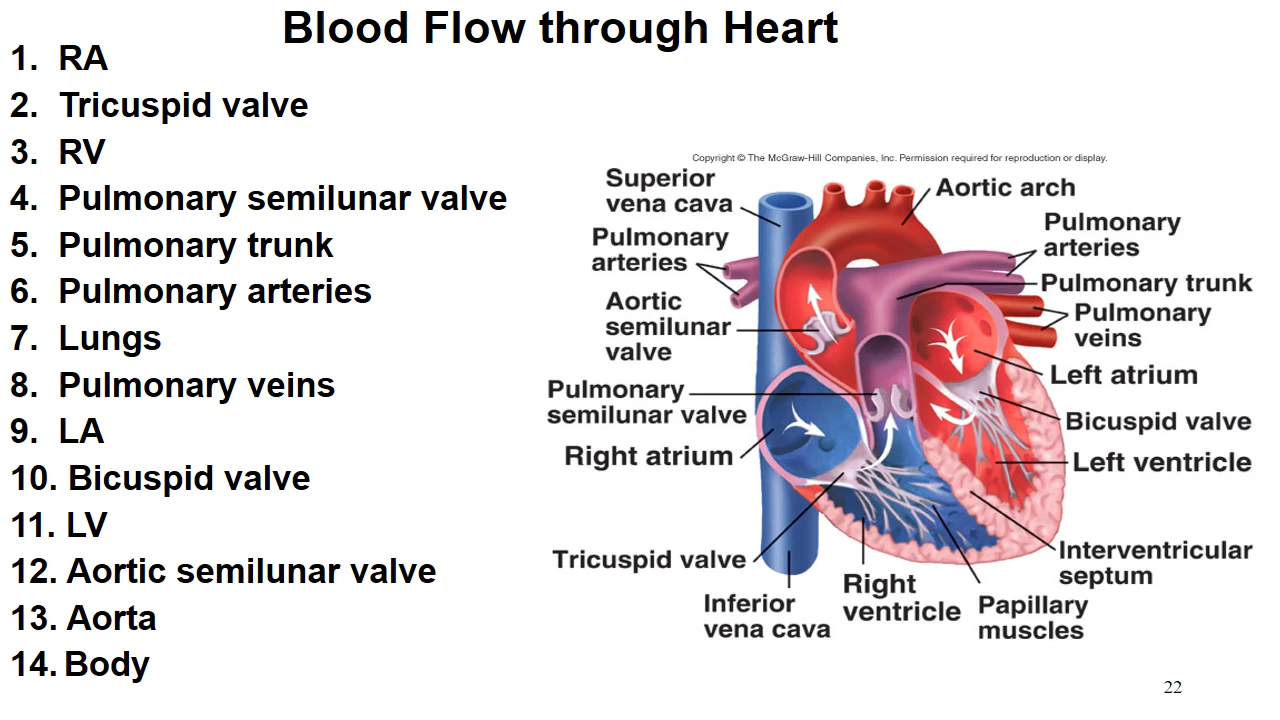 Blood Flow through Heart
1. RA
2. Tricuspid valve
3. RV
4. Pulmonary semilunar valve
5. Pulmonary trunk
6. Pulmonary arteries
7. Lungs
8. Pulmonary veins
9. LA
10. Bicuspid valve
11. LV
12. Aortic semilunar valve
13. Aorta
14. Body
Copyright © The McGraw-Hill Companies, Inc. Permission required for reproduction or display.
Superior
vena cava
Pulmonary
arteries
Aortic
semilunar
valve
Pulmonary
semilunar valve
Right atrium
Tricuspid valve
Inferior
vena cava
Right
ventricle
Papillary
muscles
Interventricular
septum
Left ventricle
Bicuspid valve
Left atrium
Pulmonary
veins
Pulmonary trunk
Pulmonary
arteries
Aortic arch
22